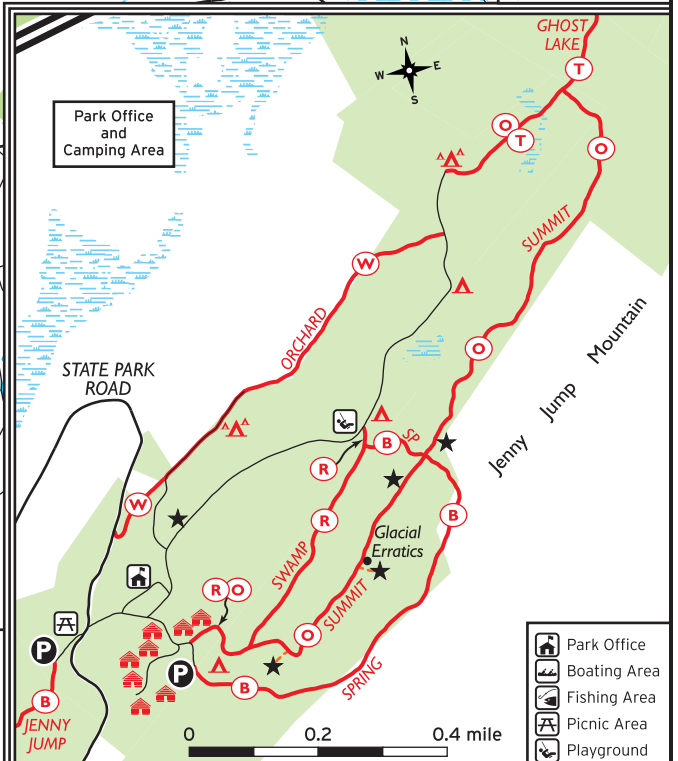 GHOST
LAKE
T
N
W E
S
Park Office
and
Camping Area
O
T
O
SUMMIT
W
ORCHARD
O
Jenny Jump Mountain
STATE PARK
ROAD
B
SP
R
W
R
B
Glacial
Erratics
SWAMP
SUMMIT
R O
O
P
P
B
SPRING
B
JENNY
JUMP
0 0.2 0.4 mile
Park Office
Boating Area
Fishing Area
Picnic Area
Playground